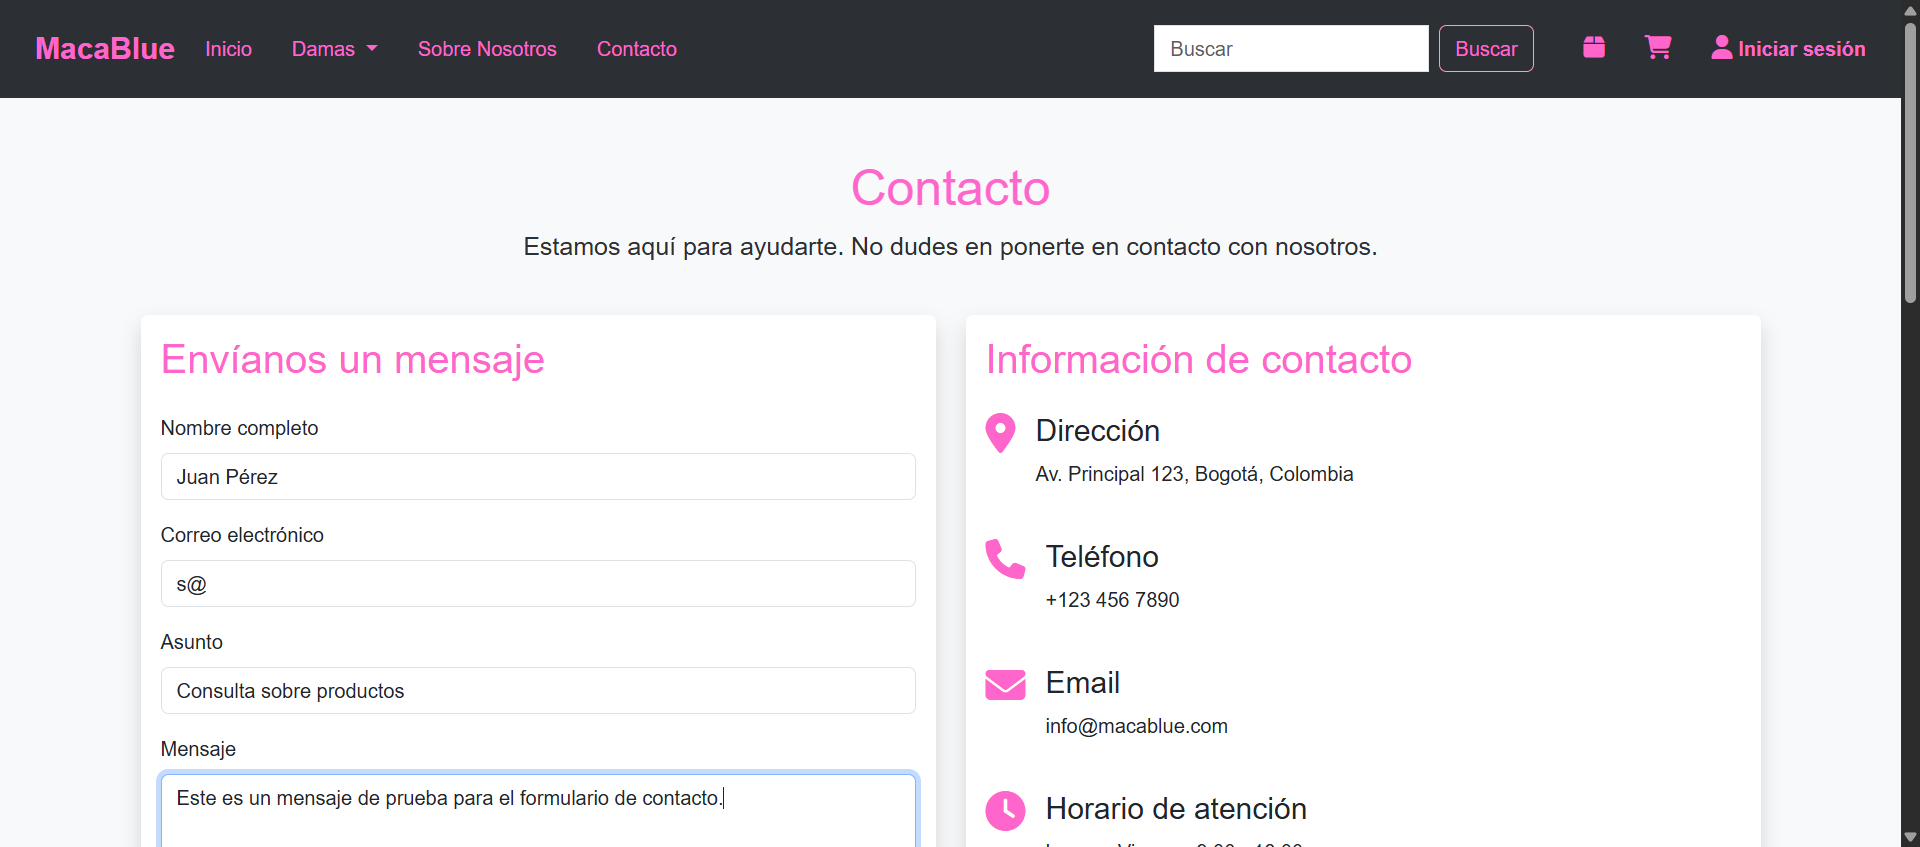 MacaBlue Inicio Damas Sobre Nosotros Contacto Buscar Buscar Iniciar sesión
Contacto
Estamos aquí para ayudarte. No dudes en ponerte en contacto con nosotros.
Envíanos un mensaje
Nombre completo
Juan Pérez
Correo electrónico
s@
Asunto
Consulta sobre productos
Mensaje
Este es un mensaje de prueba para el formulario de contacto.
Información de contacto
Dirección
Av. Principal 123, Bogotá, Colombia
Teléfono
+123 456 7890
Email
info@macablue.com
Horario de atención